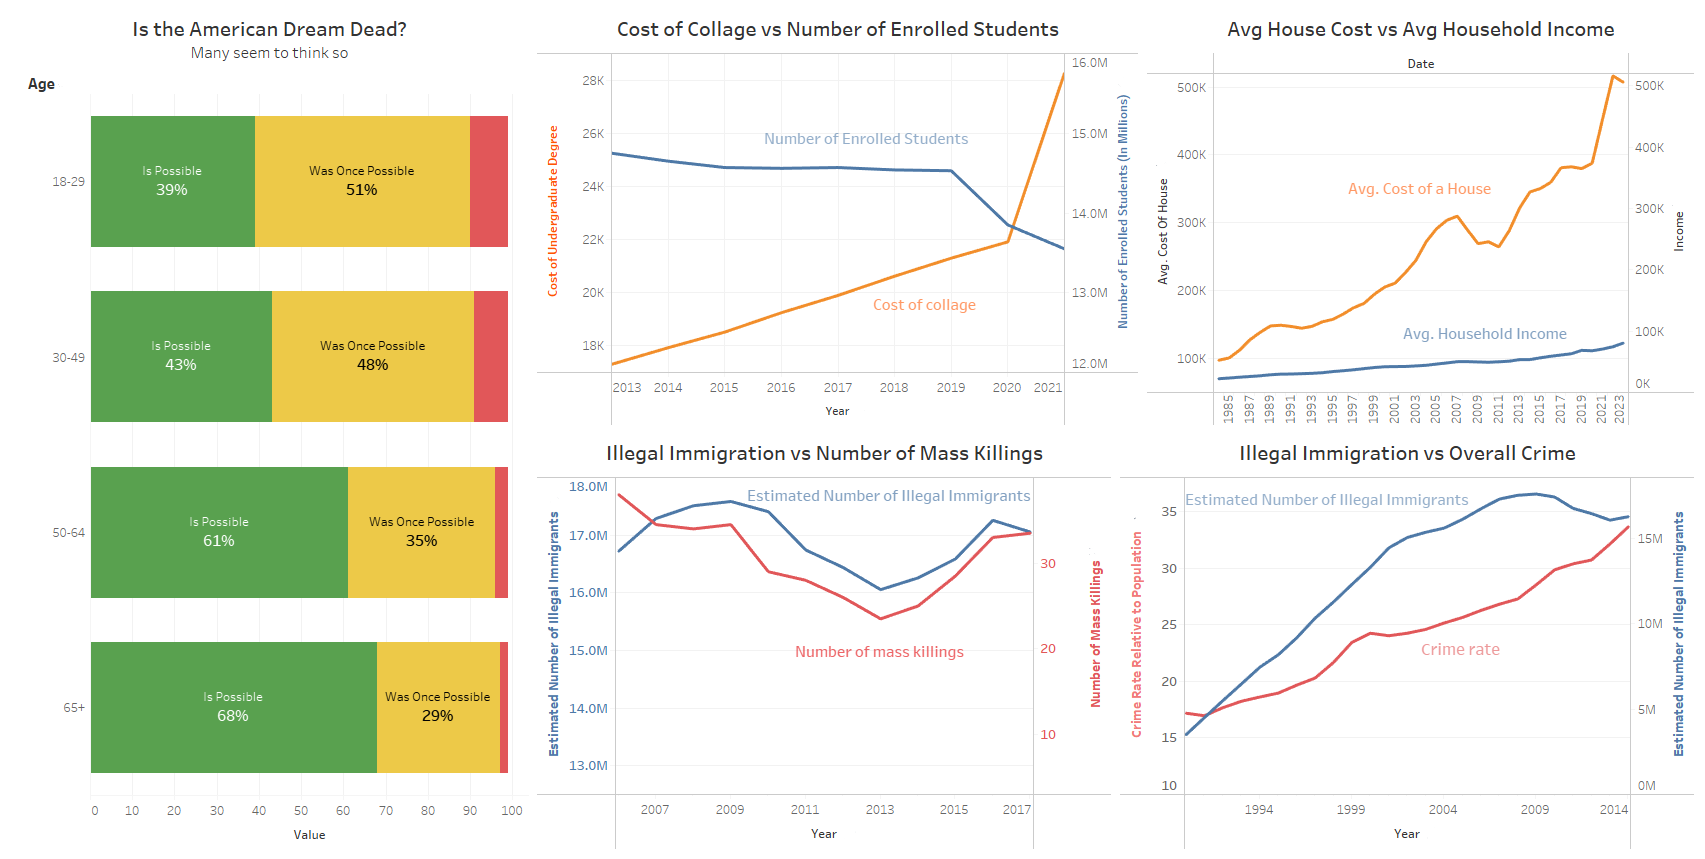 Is the American Dream Dead?
Many seem to think so
Age
18-29
Is Possible
39%
Was Once Possible
51%
30-49
Is Possible
43%
Was Once Possible
48%
50-64
Is Possible
61%
Was Once Possible
35%
65+
Is Possible
68%
Was Once Possible
29%
0 10 20 30 40 50 60 70 80 90 100
Value
Cost of Collage vs Number of Enrolled Students
Cost of Undergraduate Degree
28K
26K
24K
22K
20K
18K
Number of Enrolled Students
Cost of collage
16.0M
15.0M
14.0M
13.0M
12.0M
Number of Enrolled Students (In Millions)
2013 2014 2015 2016 2017 2018 2019 2020 2021
Year
Avg House Cost vs Avg Household Income
Date
Avg. Cost Of House
500K
400K
300K
200K
100K
Avg. Cost of a House
Avg. Household Income
500K
400K
300K
200K
100K
0K
Income
1985 1987 1989 1991 1993 1995 1997 1999 2001 2003 2005 2007 2009 2011 2013 2015 2017 2019 2021 2023
Illegal Immigration vs Number of Mass Killings
Estimated Number of Illegal Immigrants
18.0M
17.0M
16.0M
15.0M
14.0M
13.0M
Estimated Number of Illegal Immigrants
Number of mass killings
30
20
10
Number of Mass Killings
2007 2009 2011 2013 2015 2017
Year
Illegal Immigration vs Overall Crime
Crime Rate Relative to Population
35
30
25
20
15
10
Estimated Number of Illegal Immigrants
Crime rate
15M
10M
5M
0M
Estimated Number of Illegal Immigrants
1994 1999 2004 2009 2014
Year